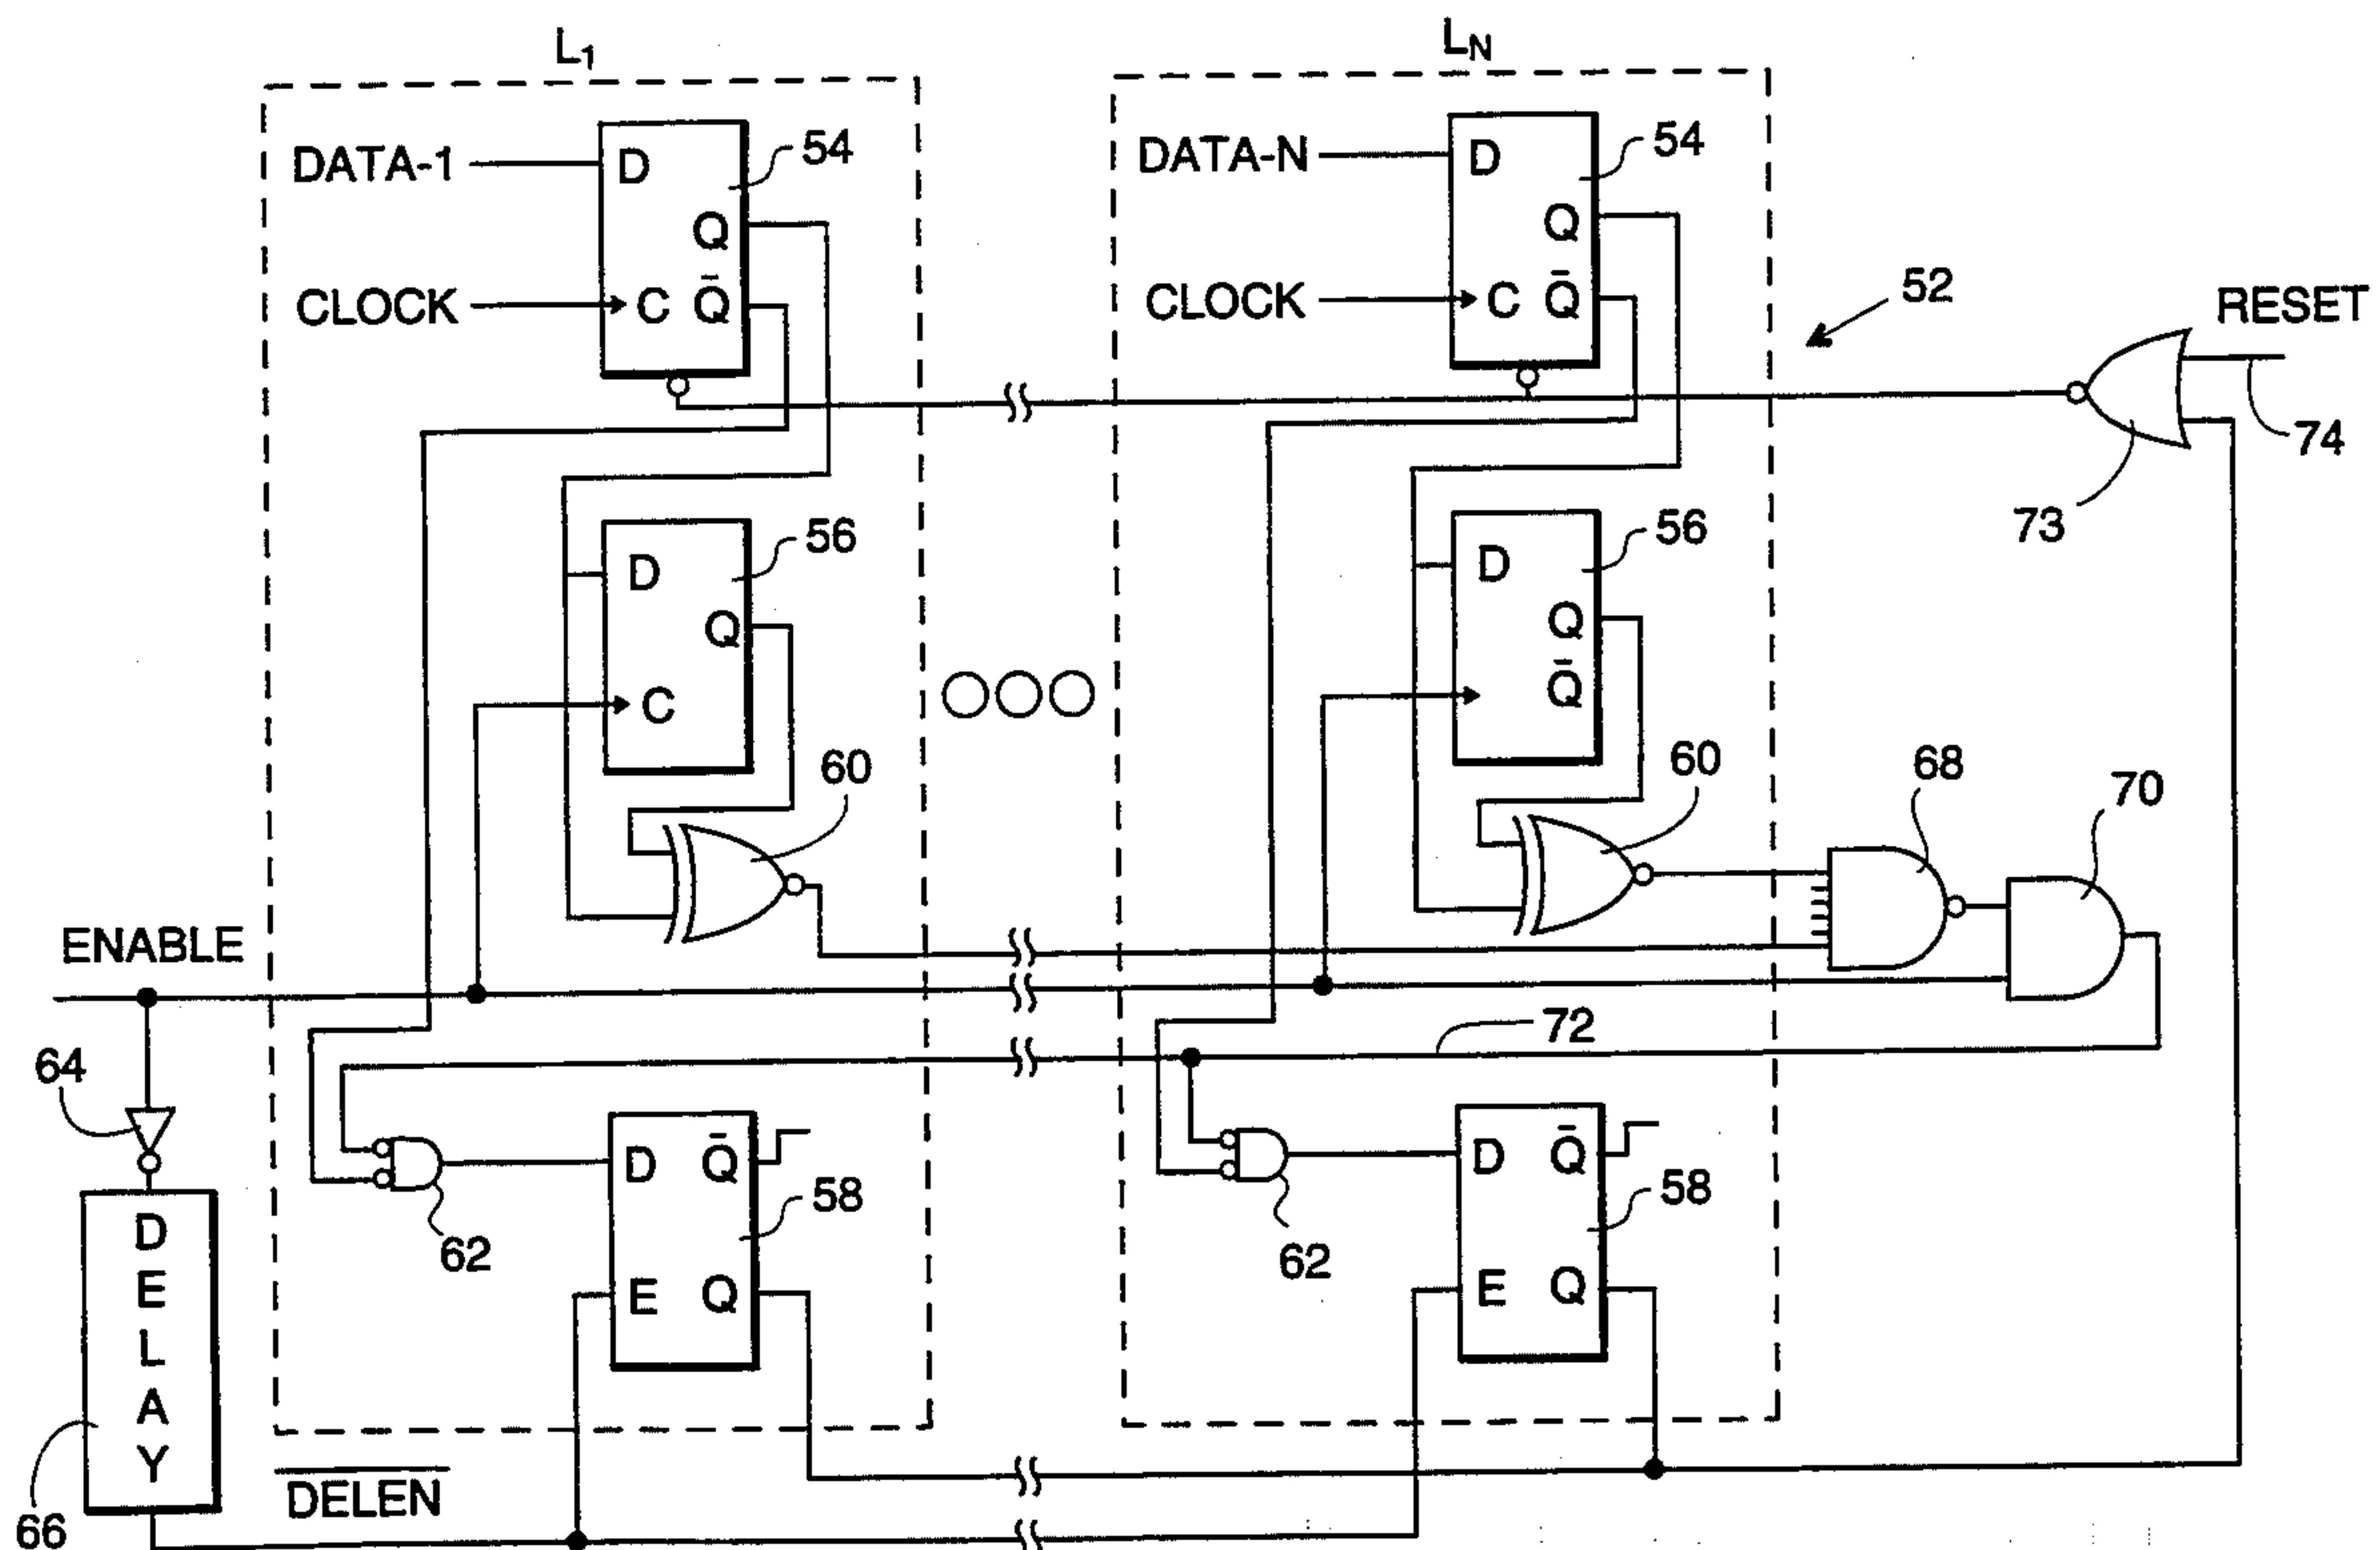 L1
LN
DATA-1
D
54
Q
CLOCK
C
Q̄
DATA-N
D
54
Q
CLOCK
C
Q̄
52
RESET
74
73
D
56
Q
C
D
56
Q
Q̄
60
60
68
70
ENABLE
72
64
D
Q̄
58
E
Q
62
D
Q̄
58
E
Q
62
DELAY
66
D̅E̅L̅E̅N̅